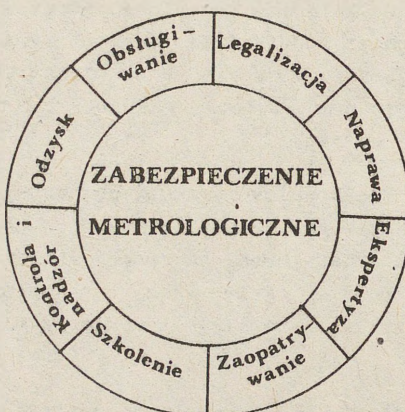 Obsługi-
wanie
Legalizacja
Naprawa
Ekspertyza
Zaopatry-
wanie
Szkolenie
Kontrola i
nadzór
Odzysk
ZABEZPIECZENIE
METROLOGICZNE